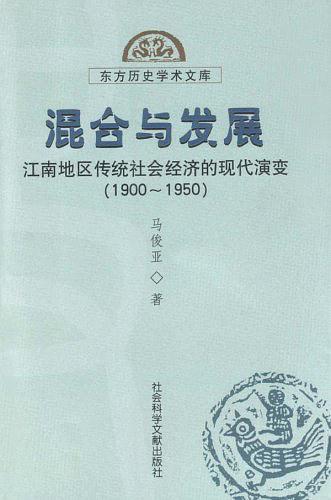 东方历史学术文库
混合与发展
江南地区传统社会经济的现代演变
(1900～1950)
马俊亚◇著
社会科学文献出版社